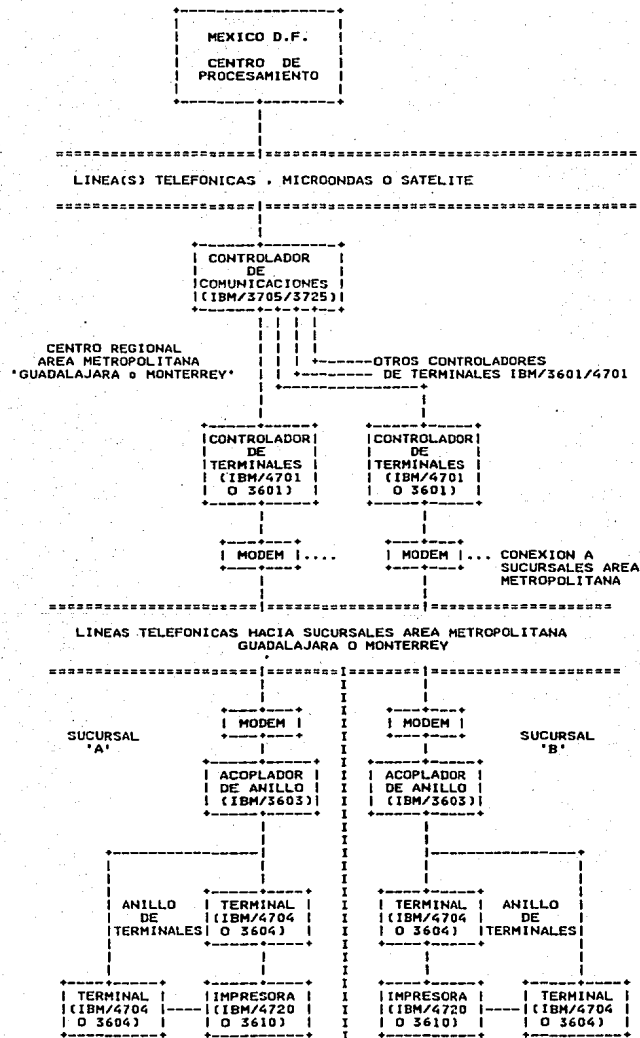 MEXICO D.F.
CENTRO DE
PROCESAMIENTO
LINEA(S) TELEFONICAS , MICROONDAS O SATELITE
CONTROLADOR
DE
COMUNICACIONES
(IBM/3705/3725)
CENTRO REGIONAL
AREA METROPOLITANA
'GUADALAJARA o MONTERREY'
OTROS CONTROLADORES
DE TERMINALES IBM/3601/4701
CONTROLADOR
DE
TERMINALES
(IBM/4701
O 3601)
CONTROLADOR
DE
TERMINALES
(IBM/4701
O 3601)
MODEM ....
MODEM ... CONEXION A
SUCURSALES AREA
METROPOLITANA
LINEAS TELEFONICAS HACIA SUCURSALES AREA METROPOLITANA
GUADALAJARA O MONTERREY
SUCURSAL
'A'
MODEM
MODEM
SUCURSAL
'B'
ACOPLADOR
DE ANILLO
(IBM/3603)
ACOPLADOR
DE ANILLO
(IBM/3603)
ANILLO
DE
TERMINALES
TERMINAL
(IBM/4704
O 3604)
TERMINAL
(IBM/4704
O 3604)
ANILLO
DE
TERMINALES
TERMINAL
(IBM/4704
O 3604)
IMPRESORA
(IBM/4720
O 3610)
IMPRESORA
(IBM/4720
O 3610)
TERMINAL
(IBM/4704
O 3604)